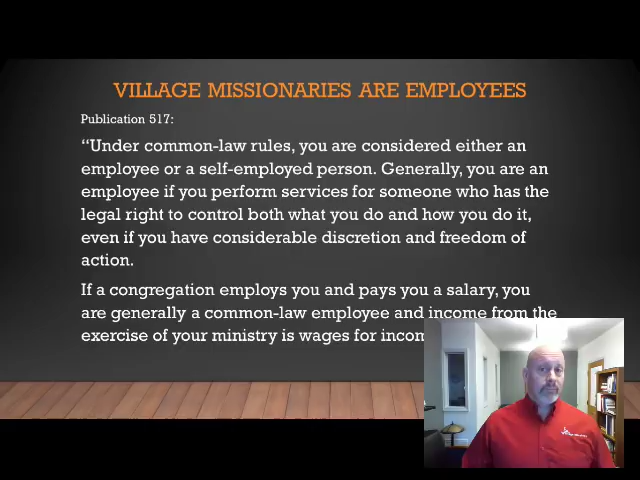 VILLAGE MISSIONARIES ARE EMPLOYEES
Publication 517:
“Under common-law rules, you are considered either an
employee or a self-employed person. Generally, you are an
employee if you perform services for someone who has the
legal right to control both what you do and how you do it,
even if you have considerable discretion and freedom of
action.
If a congregation employs you and pays you a salary, you
are generally a common-law employee and income from the
exercise of your ministry is wages for